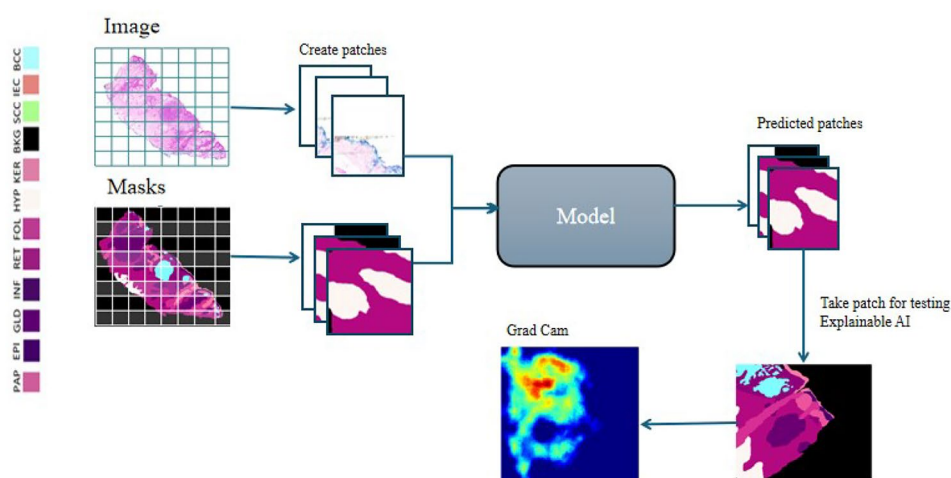 Image
Create patches
Masks
Model
Predicted patches
Take patch for testing
Explainable AI
Grad Cam
BCC
IEC
SCC
BKG
KER
HYP
FOL
RET
INF
GLD
EPI
PAP